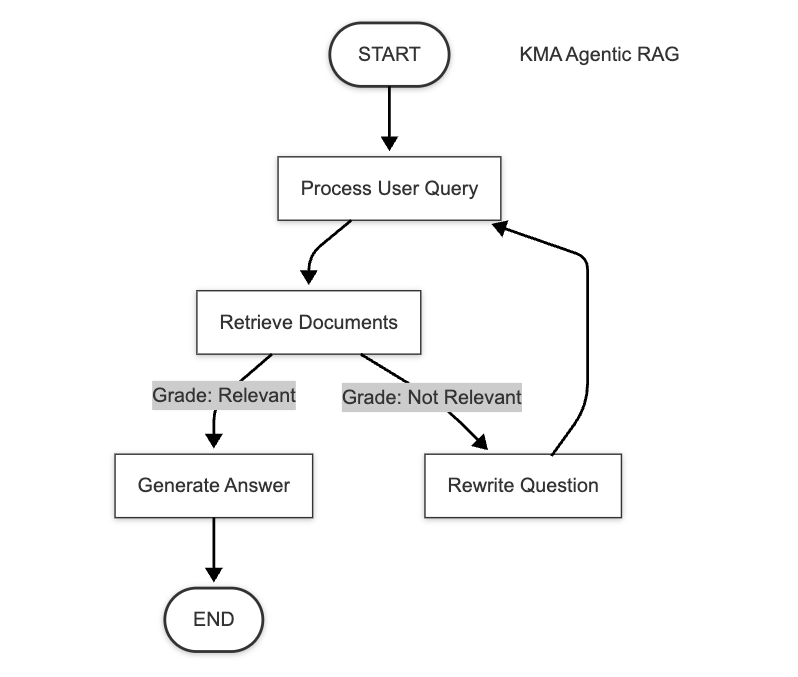 START
KMA Agentic RAG
Process User Query
Retrieve Documents
Grade: Relevant
Grade: Not Relevant
Generate Answer
Rewrite Question
END